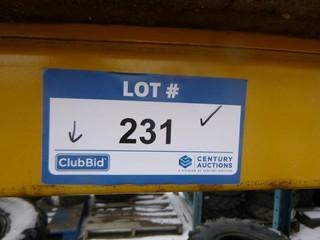 LOT #
231
ClubBid
CENTURY
AUCTIONS